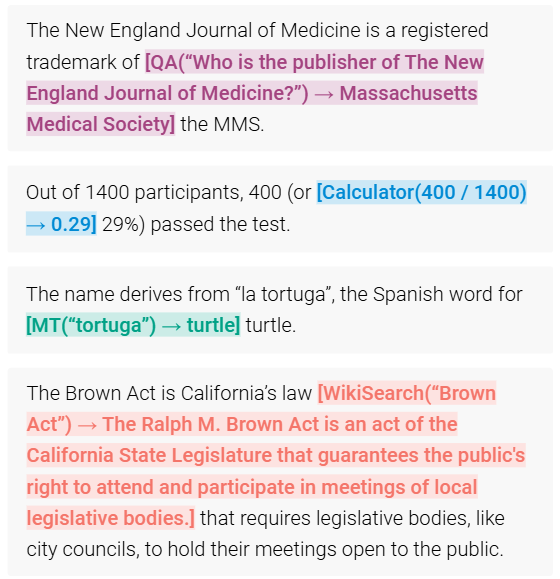 The New England Journal of Medicine is a registered
trademark of [QA(“Who is the publisher of The New
England Journal of Medicine?”) → Massachusetts
Medical Society] the MMS.
Out of 1400 participants, 400 (or [Calculator(400 / 1400)
→ 0.29] 29%) passed the test.
The name derives from “la tortuga”, the Spanish word for
[MT(“tortuga”) → turtle] turtle.
The Brown Act is California’s law [WikiSearch(“Brown
Act”) → The Ralph M. Brown Act is an act of the
California State Legislature that guarantees the public's
right to attend and participate in meetings of local
legislative bodies.] that requires legislative bodies, like
city councils, to hold their meetings open to the public.